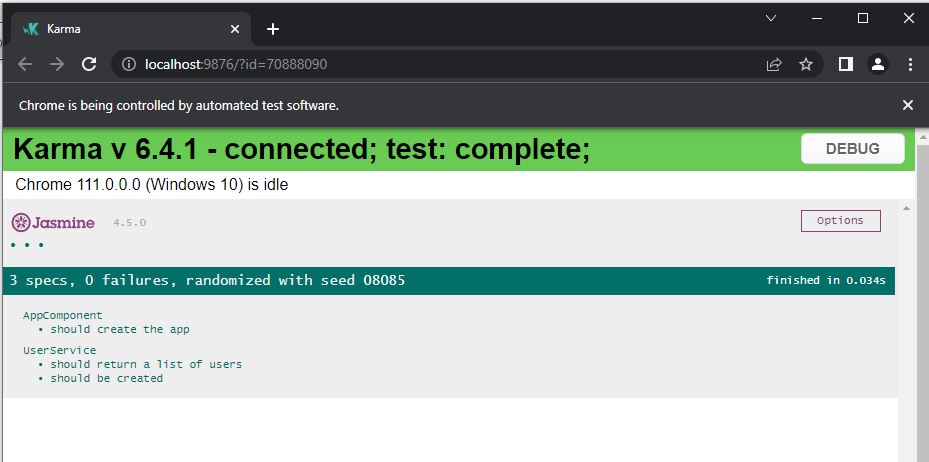 Karma
localhost:9876/?id=70888090
Chrome is being controlled by automated test software.
Karma v 6.4.1 - connected; test: complete;
DEBUG
Chrome 111.0.0.0 (Windows 10) is idle
Jasmine 4.5.0
Options
• • •
3 specs, 0 failures, randomized with seed 08085
finished in 0.034s
AppComponent
• should create the app
UserService
• should return a list of users
• should be created